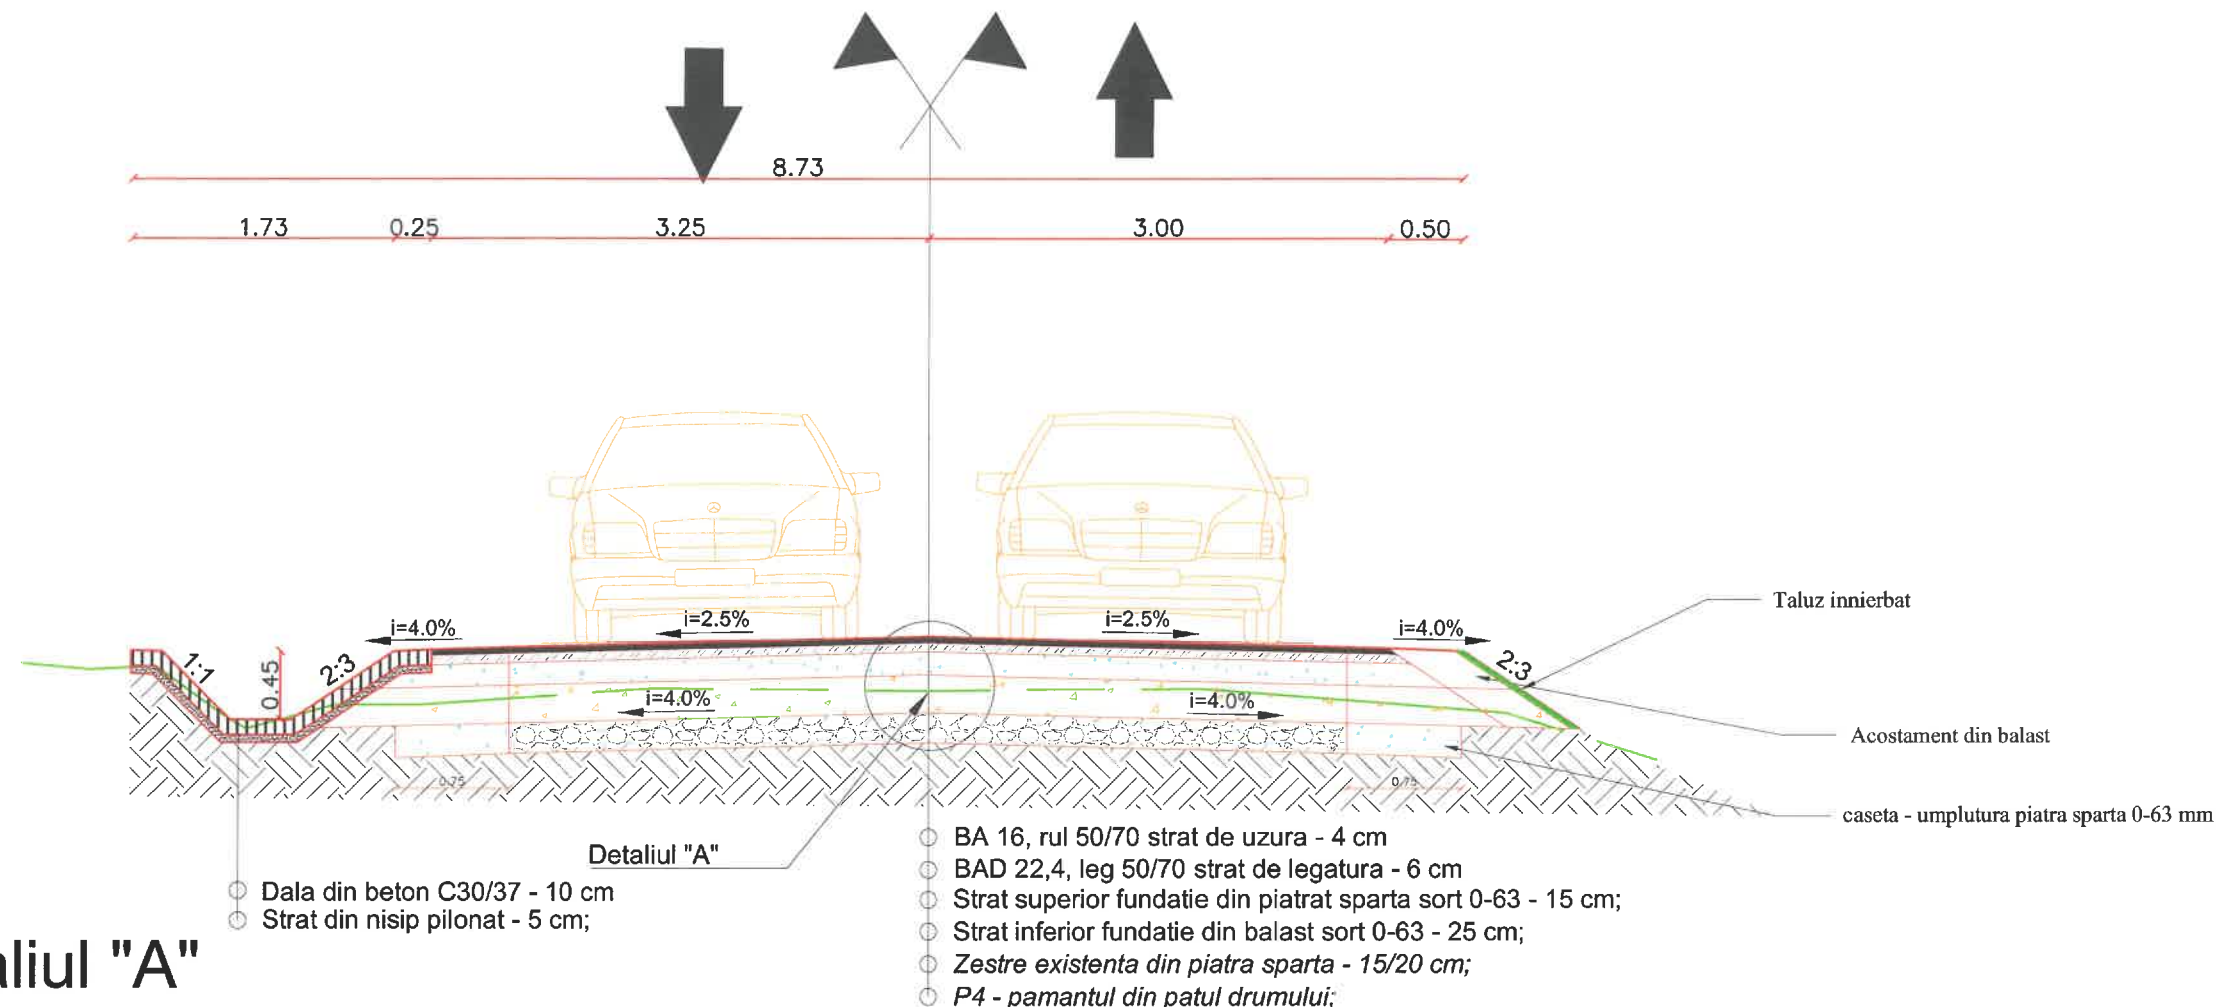 8.73
1.73 0.25 3.25 3.00 0.50
Taluz innierbat
i=4.0% i=2.5% i=2.5% i=4.0%
1:1 0.45 2:3 2:3
i=4.0% i=4.0%
Acostament din balast
0.75 0.75
caseta - umplutura piatra sparta 0-63 mm
Detaliul "A"
BA 16, rul 50/70 strat de uzura - 4 cm
BAD 22,4, leg 50/70 strat de legatura - 6 cm
Strat superior fundatie din piatrat sparta sort 0-63 - 15 cm;
Strat inferior fundatie din balast sort 0-63 - 25 cm;
Zestre existenta din piatra sparta - 15/20 cm;
P4 - pamantul din patul drumului;
Dala din beton C30/37 - 10 cm
Strat din nisip pilonat - 5 cm;
aliul "A"